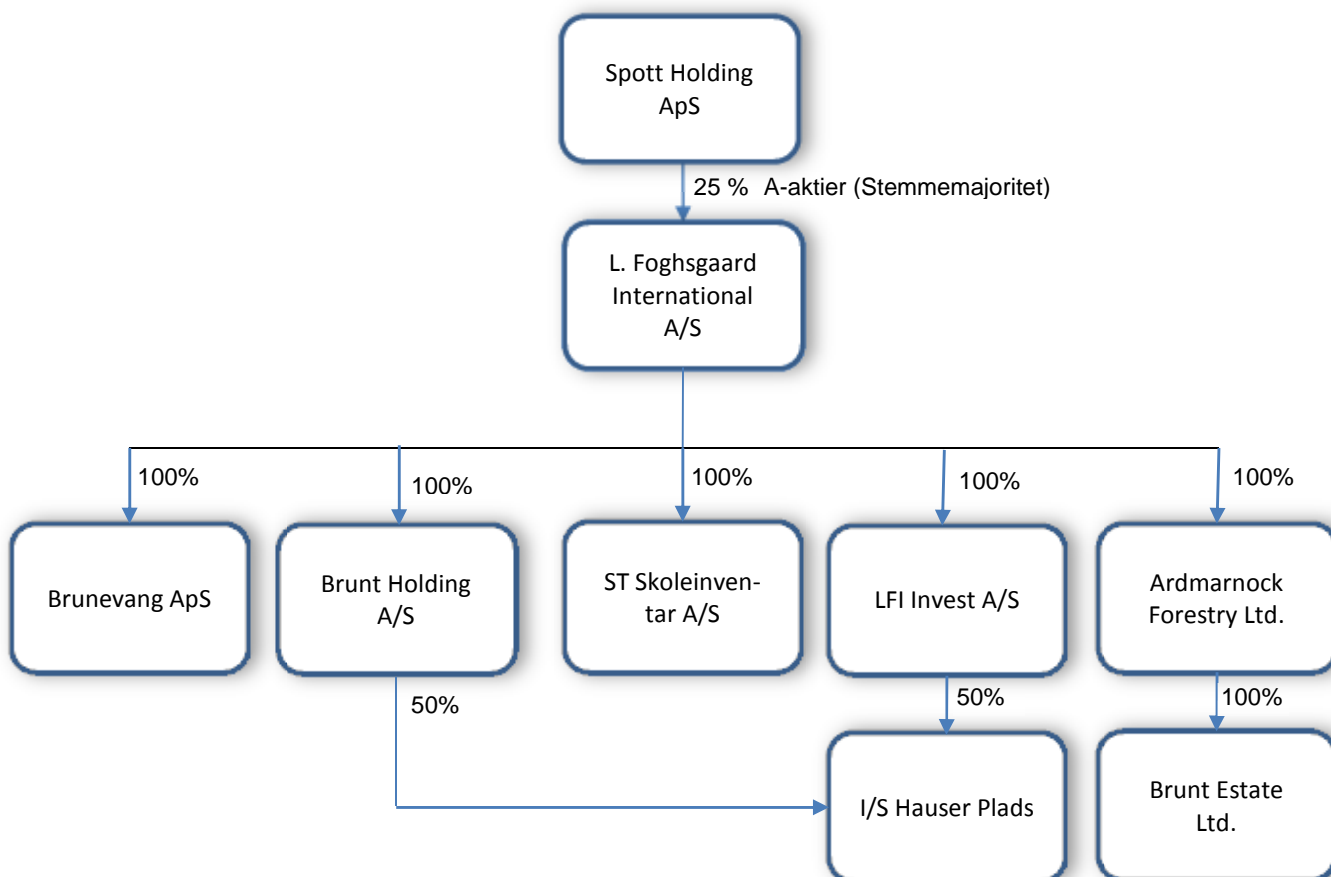 Spott Holding
ApS
25 % A-aktier (Stemmemajoritet)
L. Foghsgaard
International
A/S
100%
100%
100%
100%
100%
Brunevang ApS
Brunt Holding
A/S
ST Skoleinven-
tar A/S
LFI Invest A/S
Ardmarnock
Forestry Ltd.
50%
50%
100%
I/S Hauser Plads
Brunt Estate
Ltd.